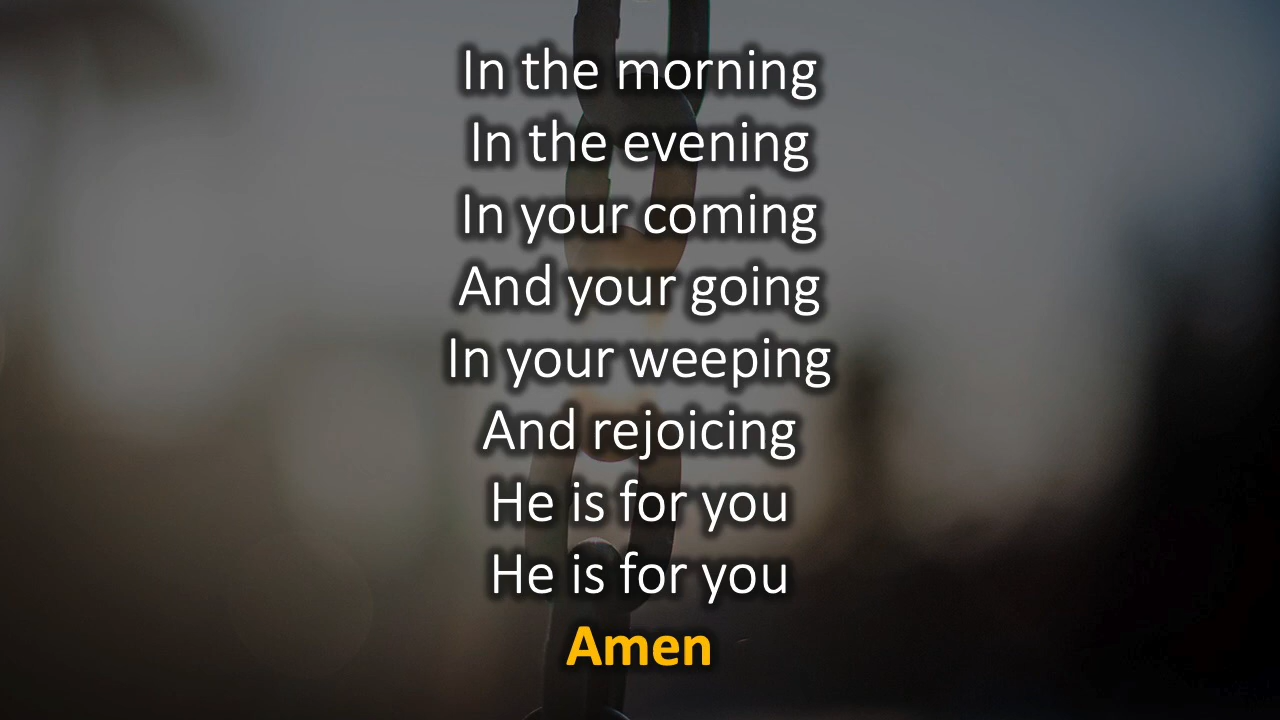 In the morning
In the evening
In your coming
And your going
In your weeping
And rejoicing
He is for you
He is for you
Amen